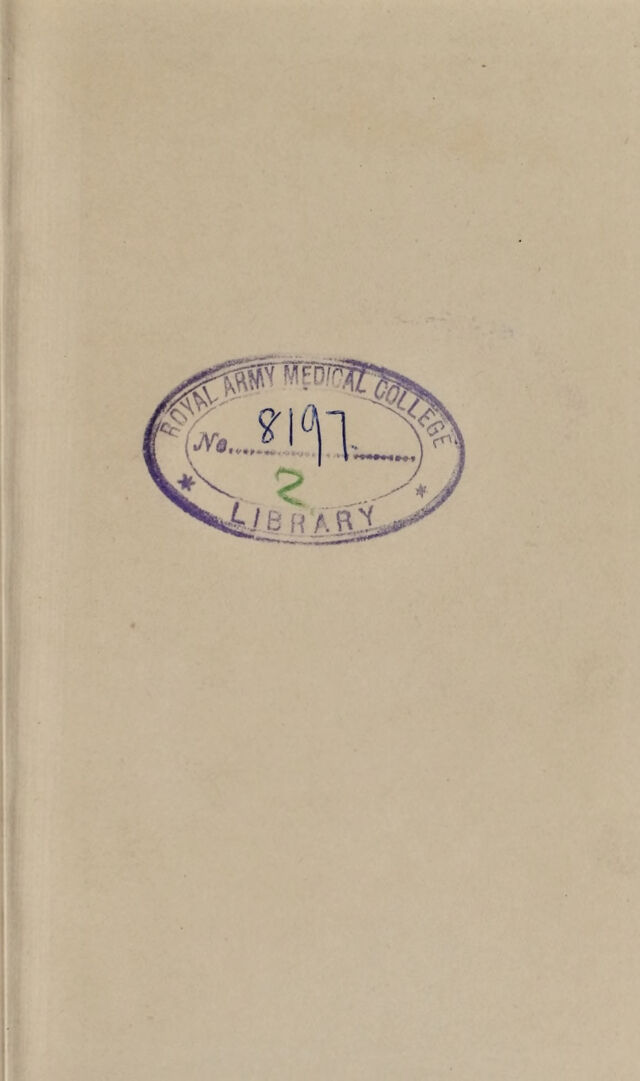 ROYAL ARMY MEDICAL COLLEGE
No. 8197.
2
LIBRARY